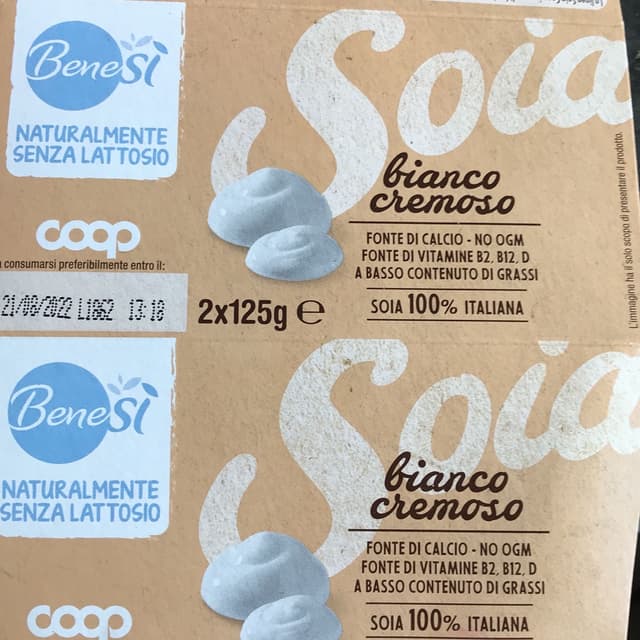 BeneSì
NATURALMENTE
SENZA LATTOSIO
coop
consumarsi preferibilmente entro il:
21/06/2022 L1862 13:18
2x125g e
Soia
bianco
cremoso
FONTE DI CALCIO - NO OGM
FONTE DI VITAMINE B2, B12, D
A BASSO CONTENUTO DI GRASSI
SOIA 100% ITALIANA
L'immagine ha il solo scopo di presentare il prodotto.
BeneSì
NATURALMENTE
SENZA LATTOSIO
coop
Soia
bianco
cremoso
FONTE DI CALCIO - NO OGM
FONTE DI VITAMINE B2, B12, D
A BASSO CONTENUTO DI GRASSI
SOIA 100% ITALIANA